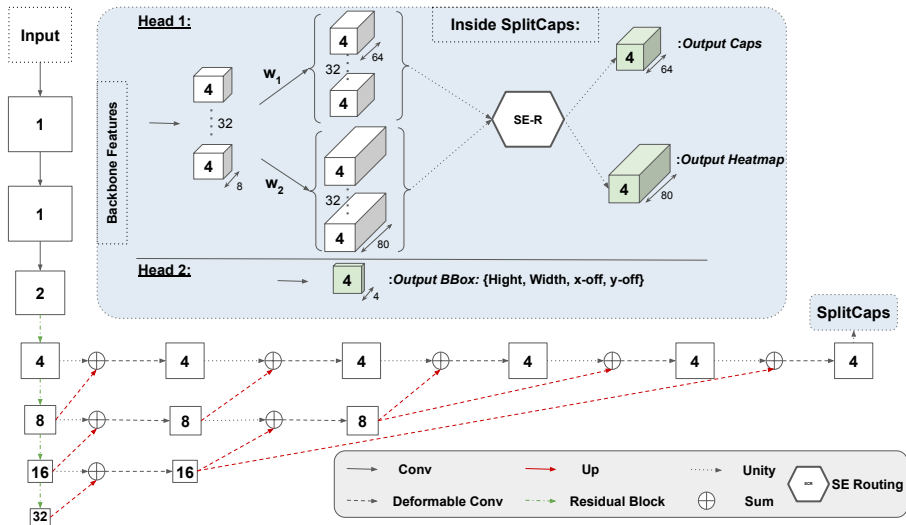 Input
Head 1:
Inside SplitCaps:
Backbone Features
4
32
4
8
w1
w2
4
64
32
4
4
32
4
80
SE-R
4
64
:Output Caps
4
80
:Output Heatmap
Head 2:
4
4
:Output BBox: {Hight, Width, x-off, y-off}
1
1
2
SplitCaps
4 4 4 4 4 4
8 8 8
16 16
32
Conv Up Unity
Deformable Conv Residual Block Sum SE Routing